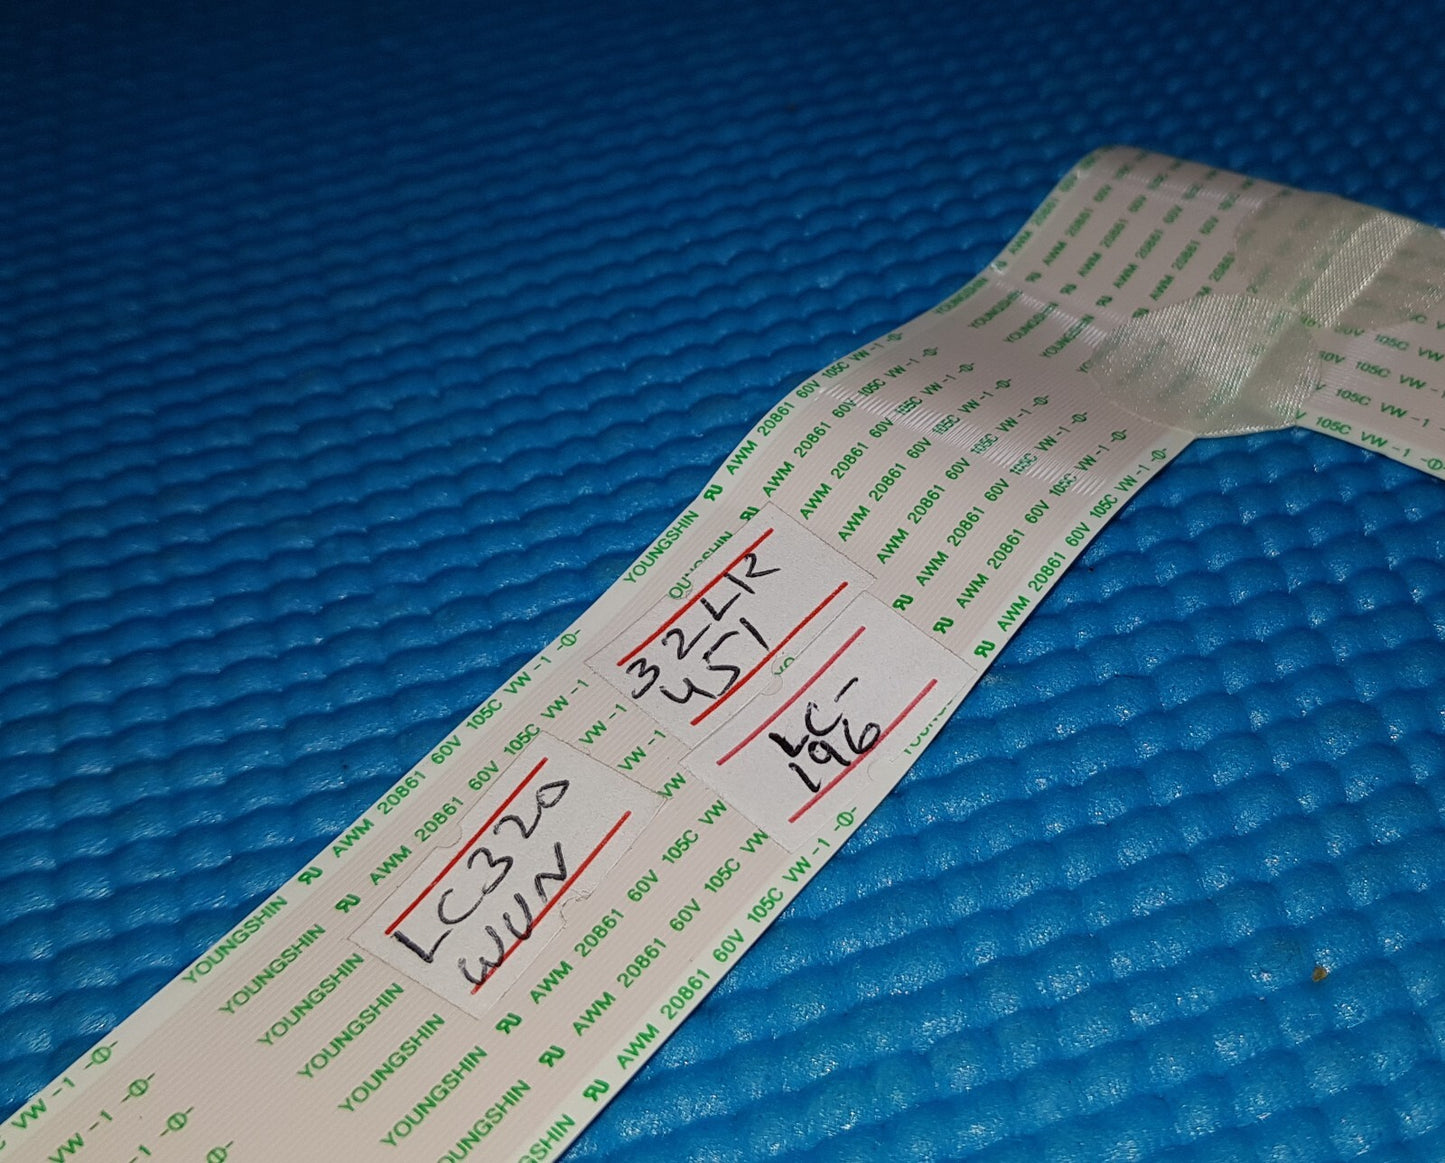 YOUNGSHIN AWM 20861 60V 105C VW-1
32LR
451
LC-
196
LC320
WUN